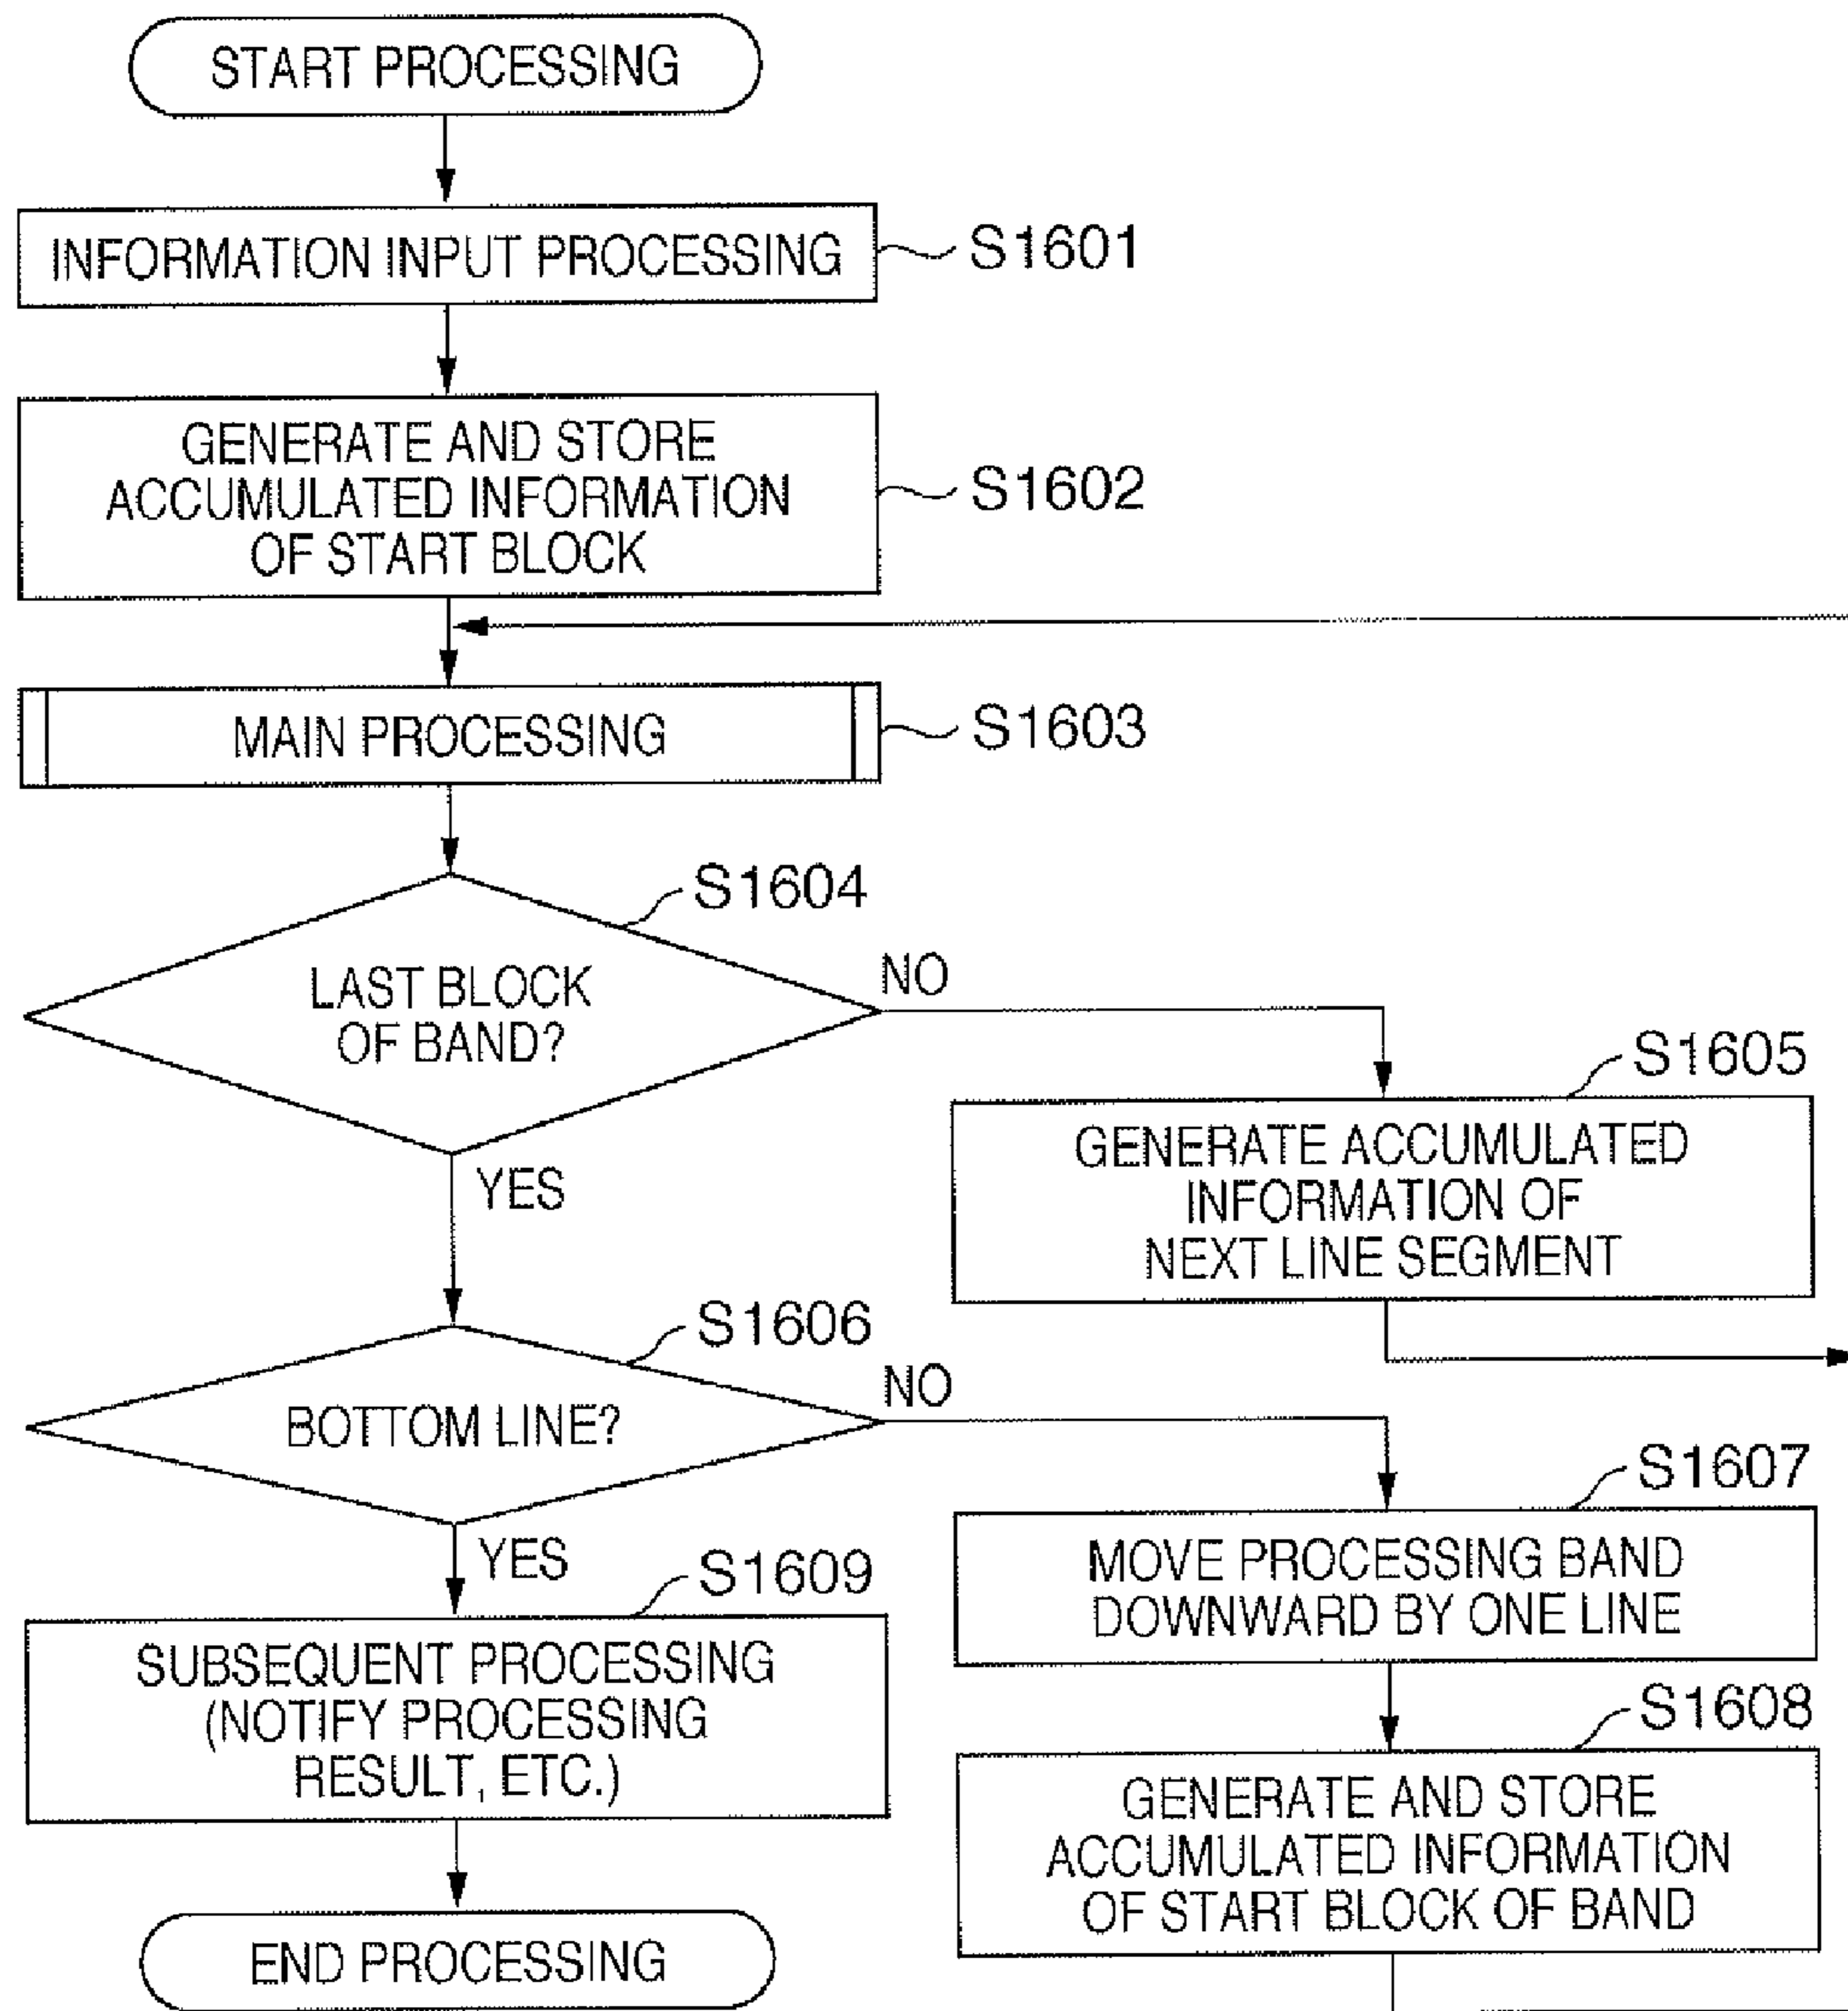 START PROCESSING
INFORMATION INPUT PROCESSING
S1601
GENERATE AND STORE
ACCUMULATED INFORMATION
OF START BLOCK
S1602
MAIN PROCESSING
S1603
S1604
LAST BLOCK
OF BAND?
NO
YES
S1605
GENERATE ACCUMULATED
INFORMATION OF
NEXT LINE SEGMENT
S1606
BOTTOM LINE?
NO
YES
S1607
MOVE PROCESSING BAND
DOWNWARD BY ONE LINE
S1609
SUBSEQUENT PROCESSING
(NOTIFY PROCESSING
RESULT, ETC.)
S1608
GENERATE AND STORE
ACCUMULATED INFORMATION
OF START BLOCK OF BAND
END PROCESSING